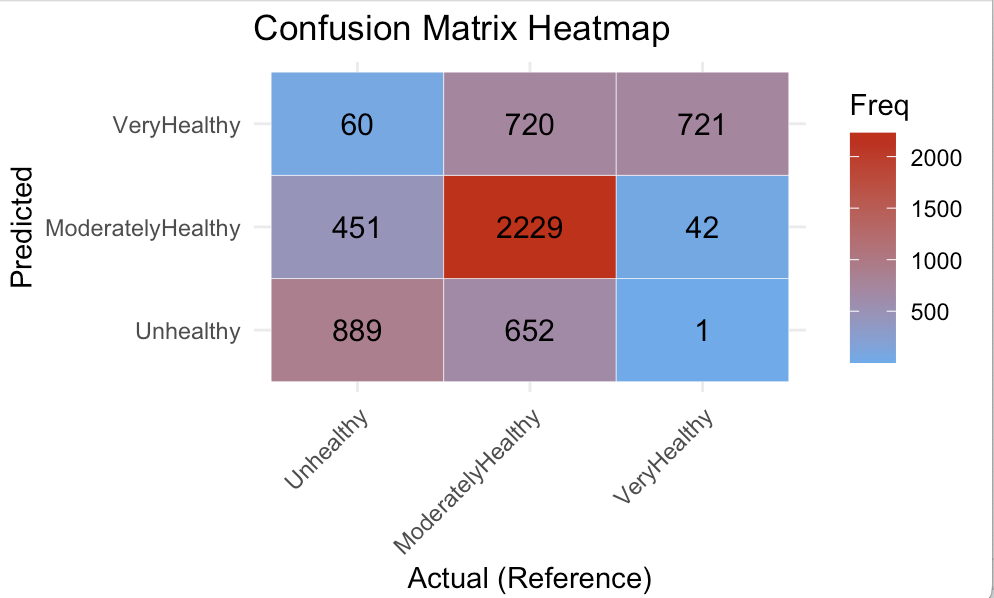 Confusion Matrix Heatmap
Predicted
VeryHealthy 60 720 721
ModeratelyHealthy 451 2229 42
Unhealthy 889 652 1
Unhealthy ModeratelyHealthy VeryHealthy
Actual (Reference)
Freq
2000
1500
1000
500